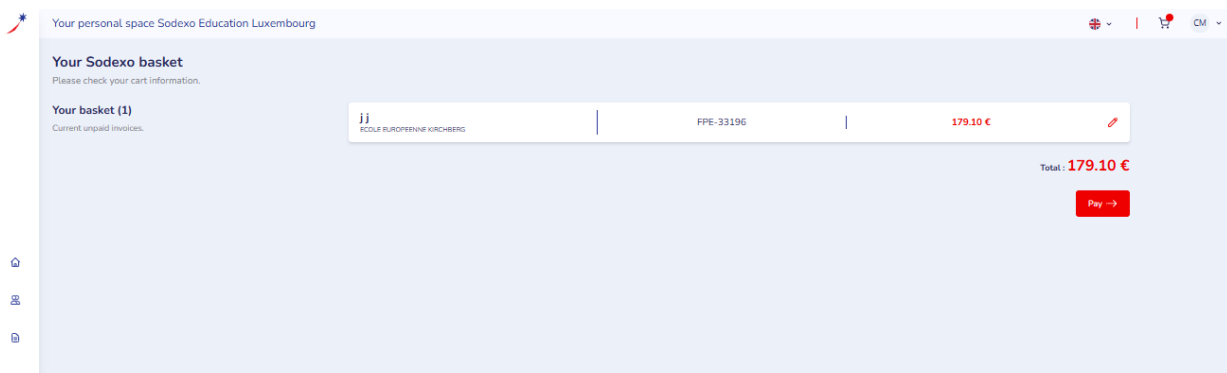 Your personal space Sodexo Education Luxembourg
CM
Your Sodexo basket
Please check your cart information.
Your basket (1)
Current unpaid invoices.
j j
ECOLE EUROPEENNE KIRCHBERG
FPE-33196
179.10 €
Total : 179.10 €
Pay →